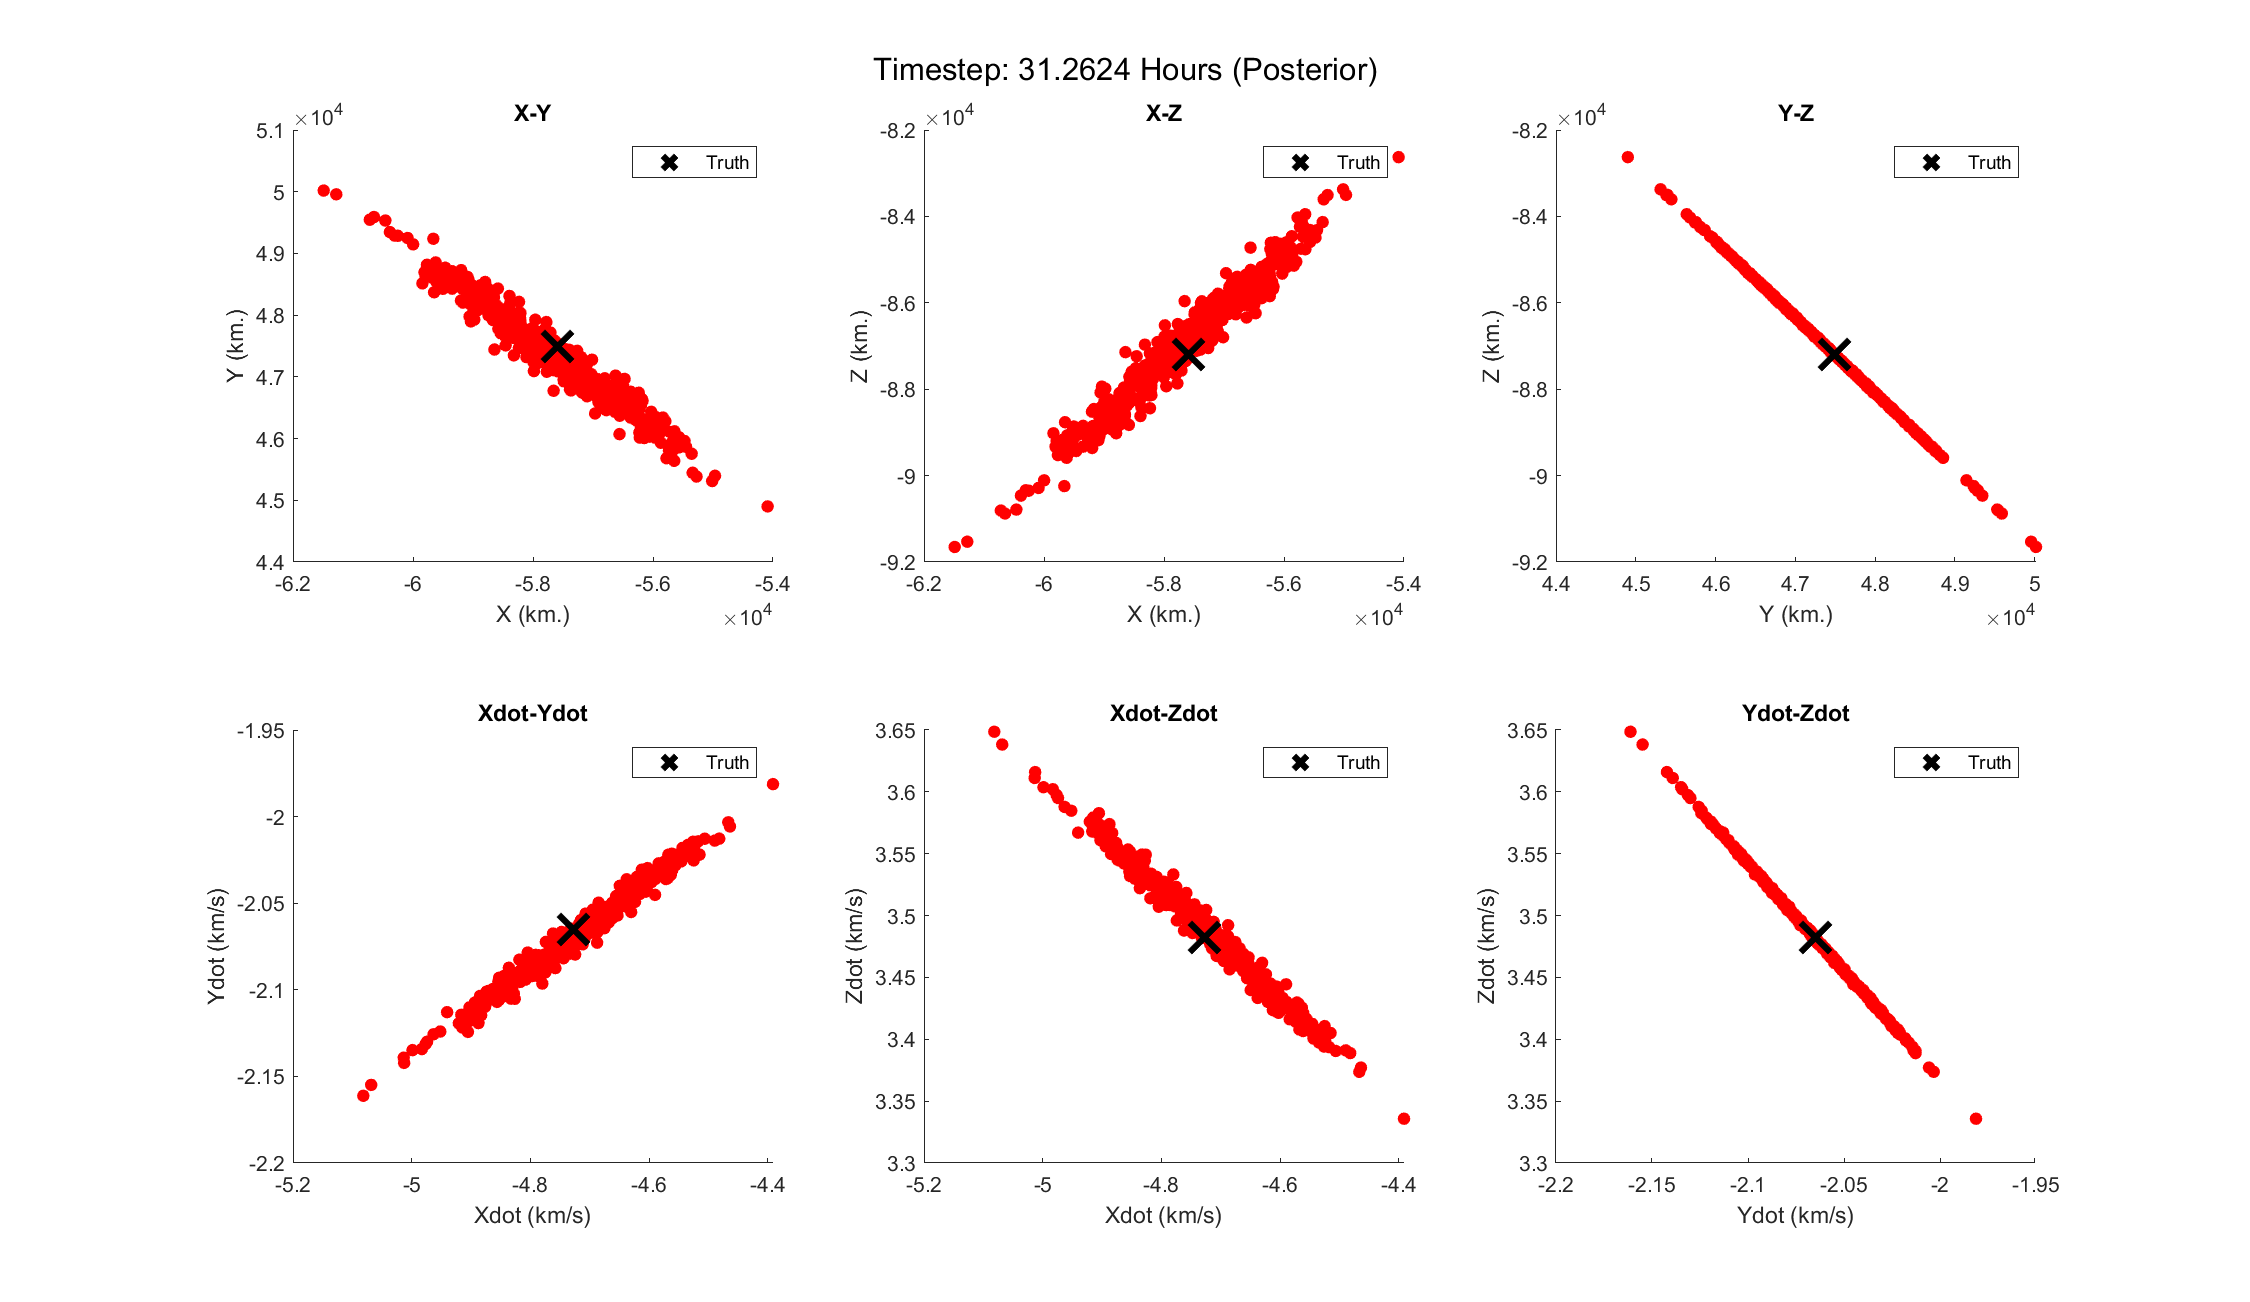 Timestep: 31.2624 Hours (Posterior)
X-Y
×10^4
5.1
5
4.9
4.8
4.7
4.6
4.5
4.4
Y (km.)
Truth
-6.2 -6 -5.8 -5.6 -5.4
X (km.)
×10^4
X-Z
×10^4
-8.2
-8.4
-8.6
-8.8
-9
-9.2
Z (km.)
Truth
-6.2 -6 -5.8 -5.6 -5.4
X (km.)
×10^4
Y-Z
×10^4
-8.2
-8.4
-8.6
-8.8
-9
-9.2
Z (km.)
Truth
4.4 4.5 4.6 4.7 4.8 4.9 5
Y (km.)
×10^4
Xdot-Ydot
-1.95
-2
-2.05
-2.1
-2.15
-2.2
Ydot (km/s)
Truth
-5.2 -5 -4.8 -4.6 -4.4
Xdot (km/s)
Xdot-Zdot
3.65
3.6
3.55
3.5
3.45
3.4
3.35
3.3
Zdot (km/s)
Truth
-5.2 -5 -4.8 -4.6 -4.4
Xdot (km/s)
Ydot-Zdot
3.65
3.6
3.55
3.5
3.45
3.4
3.35
3.3
Zdot (km/s)
Truth
-2.2 -2.15 -2.1 -2.05 -2 -1.95
Ydot (km/s)